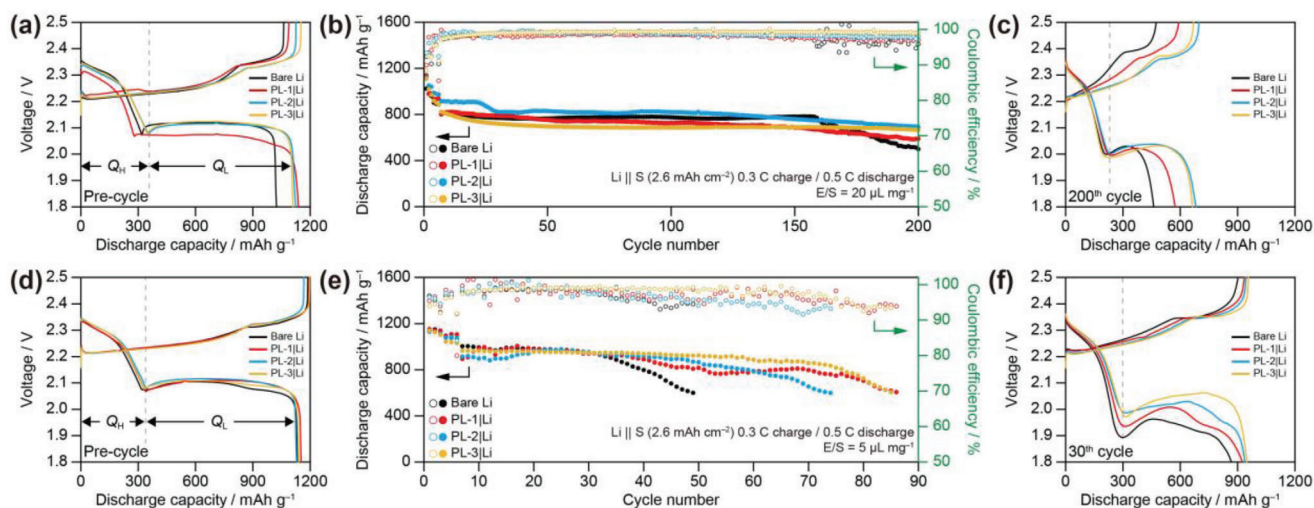 (a)
2.5
2.4
2.3
2.2
2.1
2.0
1.9
1.8
Voltage / V
Bare Li
PL-1|Li
PL-2|Li
PL-3|Li
Q_H
Q_L
Pre-cycle
0 300 600 900 1200
Discharge capacity / mAh g⁻¹
(b)
1600
1200
800
400
0
Discharge capacity / mAh g⁻¹
Bare Li
PL-1|Li
PL-2|Li
PL-3|Li
Li || S (2.6 mAh cm⁻²) 0.3 C charge / 0.5 C discharge
E/S = 20 μL mg⁻¹
0 50 100 150 200
Cycle number
100
90
80
70
60
50
Coulombic efficiency / %
(c)
2.5
2.4
2.3
2.2
2.1
2.0
1.9
1.8
Voltage / V
Bare Li
PL-1|Li
PL-2|Li
PL-3|Li
200th cycle
0 300 600 900 1200
Discharge capacity / mAh g⁻¹
(d)
2.5
2.4
2.3
2.2
2.1
2.0
1.9
1.8
Voltage / V
Bare Li
PL-1|Li
PL-2|Li
PL-3|Li
Q_H
Q_L
Pre-cycle
0 300 600 900 1200
Discharge capacity / mAh g⁻¹
(e)
1600
1200
800
400
0
Discharge capacity / mAh g⁻¹
Bare Li
PL-1|Li
PL-2|Li
PL-3|Li
Li || S (2.6 mAh cm⁻²) 0.3 C charge / 0.5 C discharge
E/S = 5 μL mg⁻¹
0 10 20 30 40 50 60 70 80 90
Cycle number
100
90
80
70
60
50
Coulombic efficiency / %
(f)
2.5
2.4
2.3
2.2
2.1
2.0
1.9
1.8
Voltage / V
Bare Li
PL-1|Li
PL-2|Li
PL-3|Li
30th cycle
0 300 600 900 1200
Discharge capacity / mAh g⁻¹